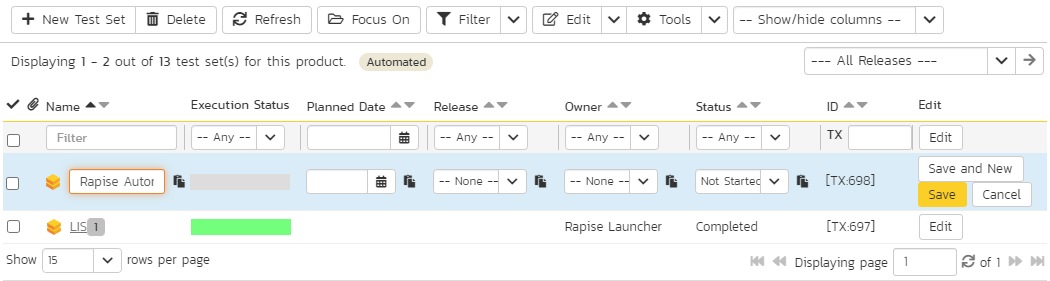 New Test Set Delete Refresh Focus On Filter Edit Tools -- Show/hide columns --
Displaying 1 - 2 out of 13 test set(s) for this product. Automated --- All Releases ---
Name Execution Status Planned Date Release Owner Status ID Edit
Filter -- Any -- -- Any -- -- Any -- -- Any -- TX Edit
Rapise Autor -- None -- -- None -- Not Started [TX:698] Save and New
Save Cancel
LIS 1 Rapise Launcher Completed [TX:697] Edit
Show 15 rows per page Displaying page 1 of 1